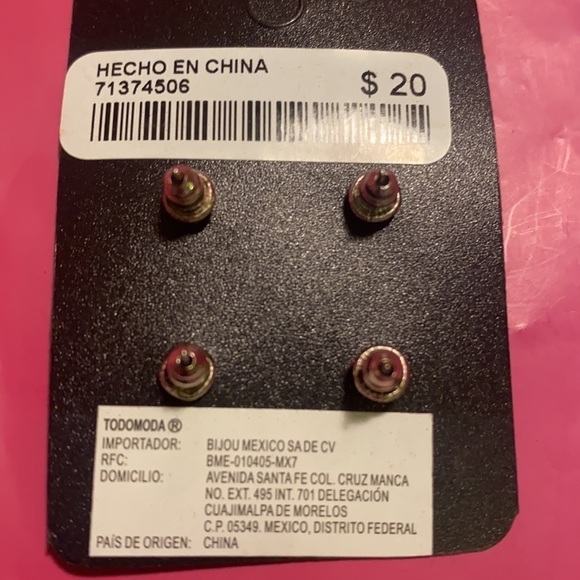 HECHO EN CHINA
71374506
$ 20
TODOMODA ®
IMPORTADOR: BIJOU MEXICO SA DE CV
RFC: BME-010405-MX7
DOMICILIO: AVENIDA SANTA FE COL. CRUZ MANCA
NO. EXT. 495 INT. 701 DELEGACIÓN
CUAJIMALPA DE MORELOS
C.P. 05349. MEXICO, DISTRITO FEDERAL
PAÍS DE ORIGEN: CHINA